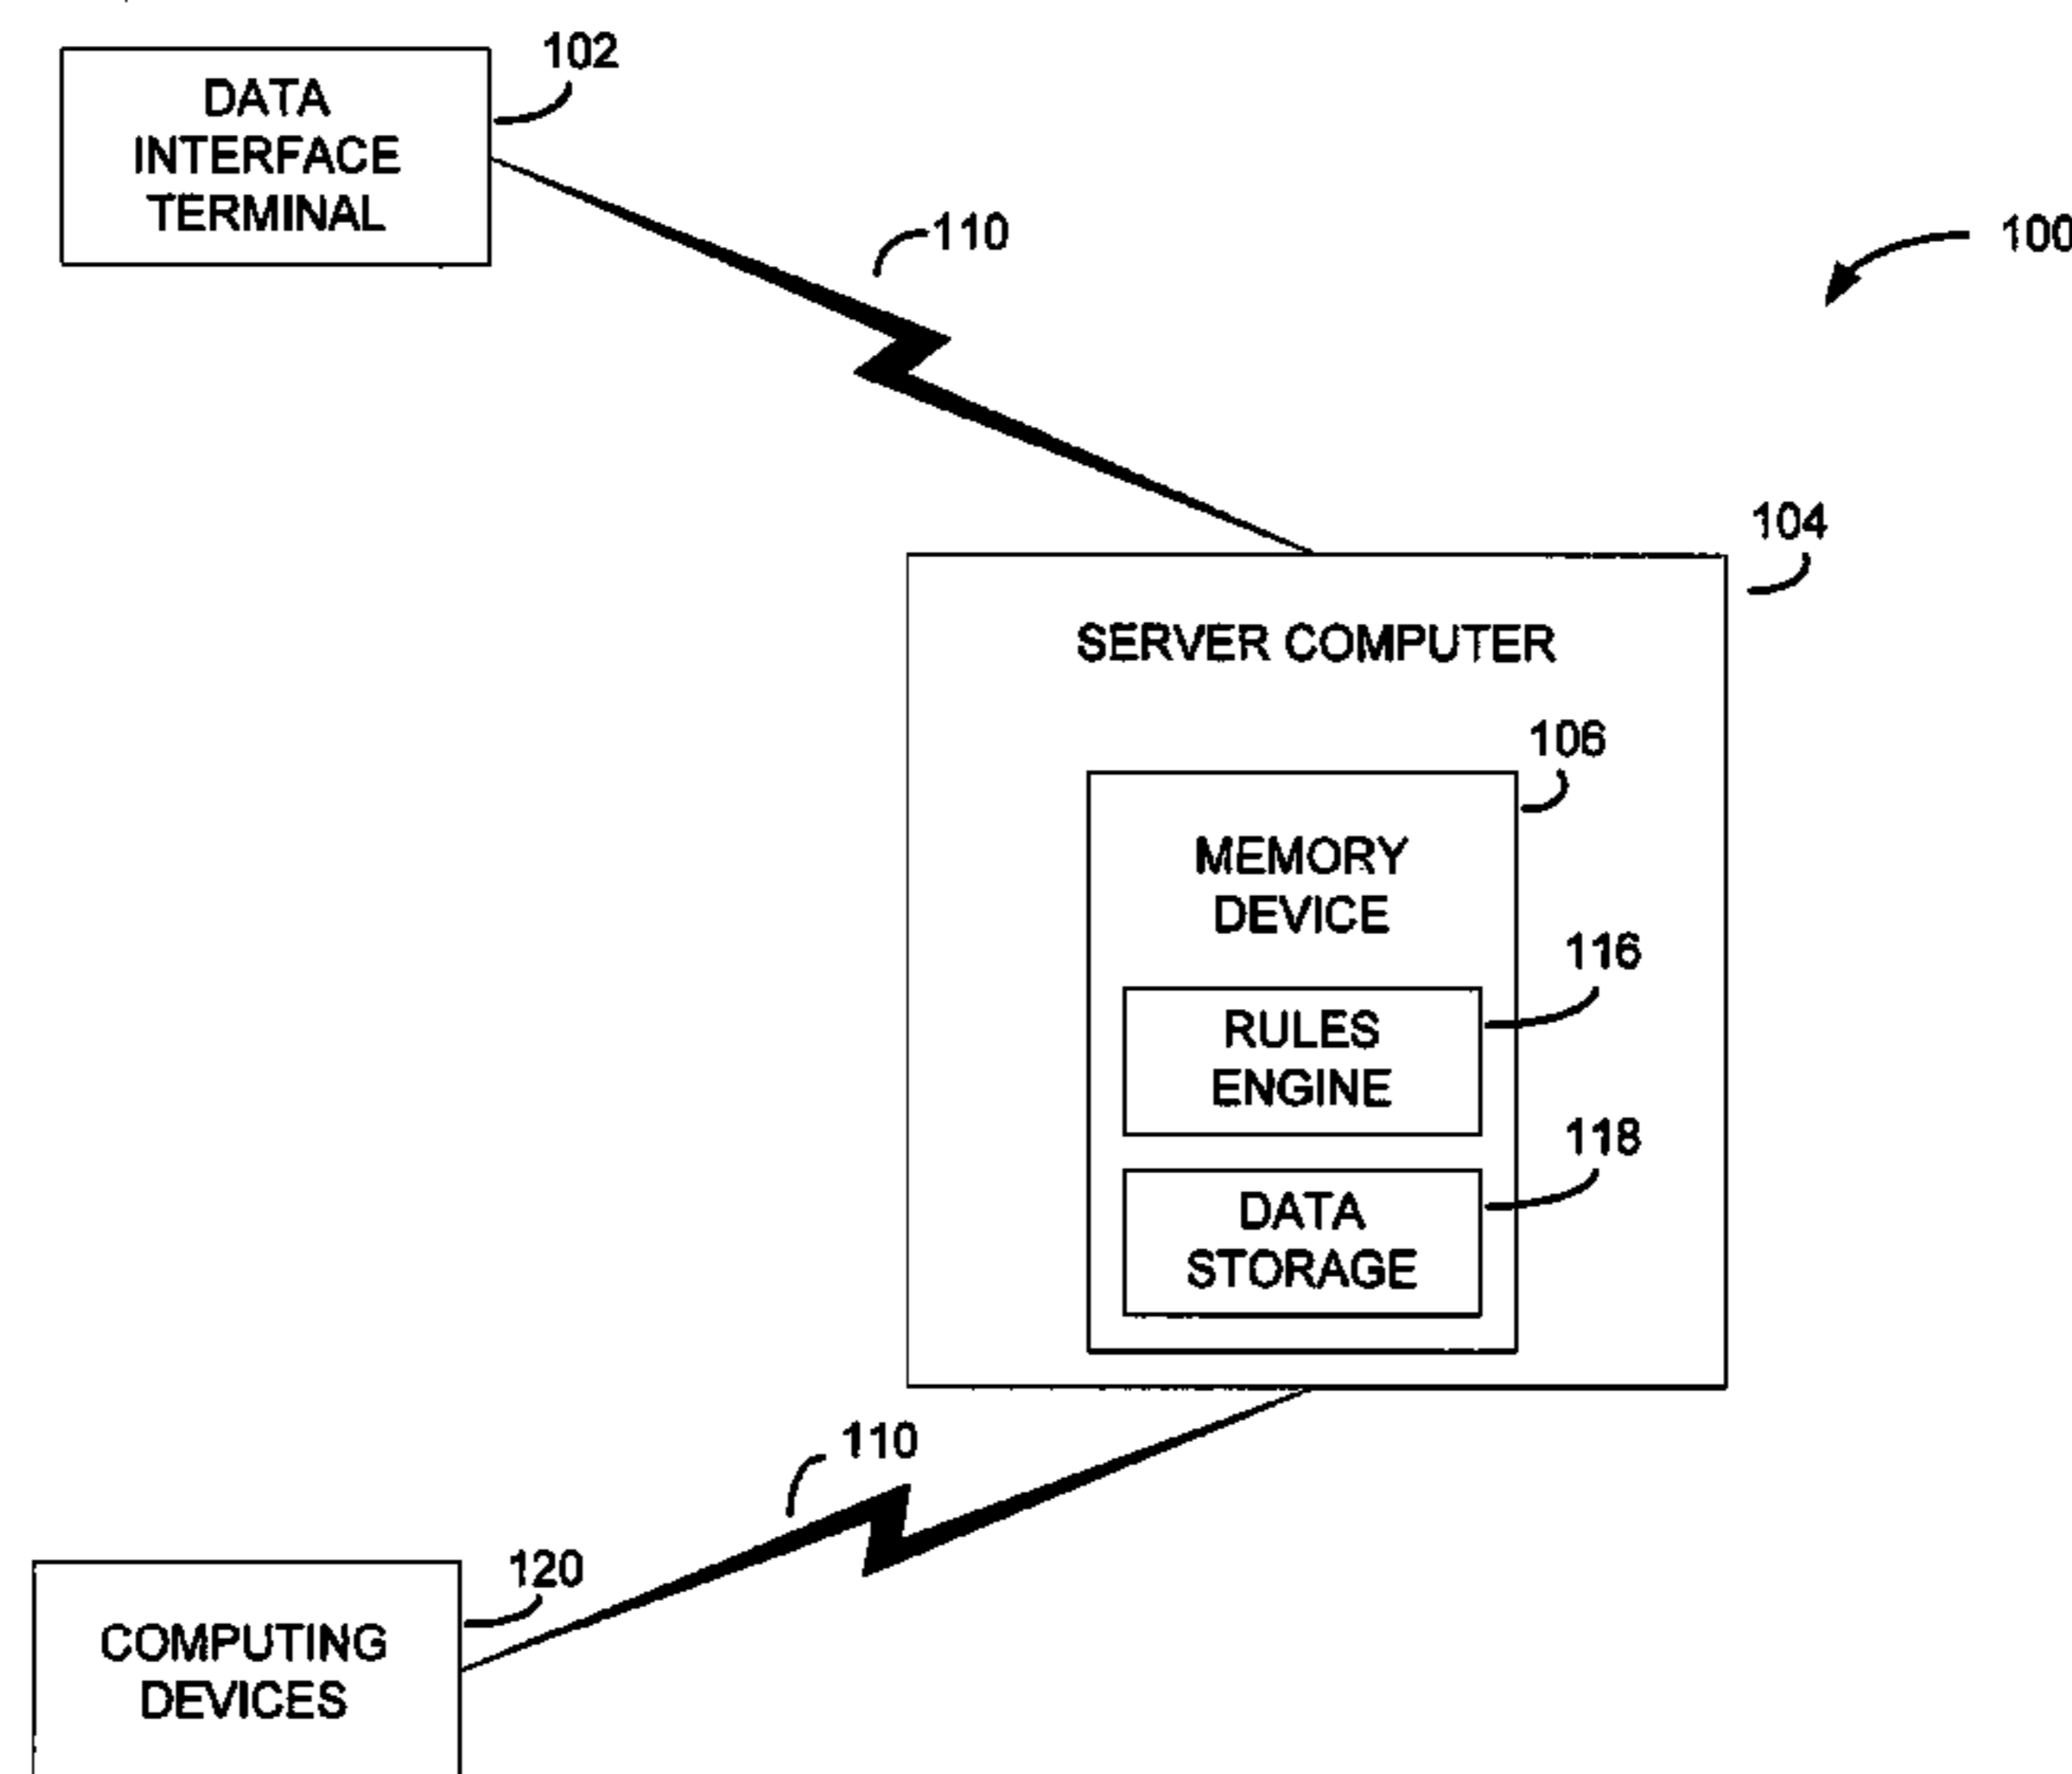 102
DATA
INTERFACE
TERMINAL
110
100
104
SERVER COMPUTER
106
MEMORY
DEVICE
116
RULES
ENGINE
118
DATA
STORAGE
110
120
COMPUTING
DEVICES